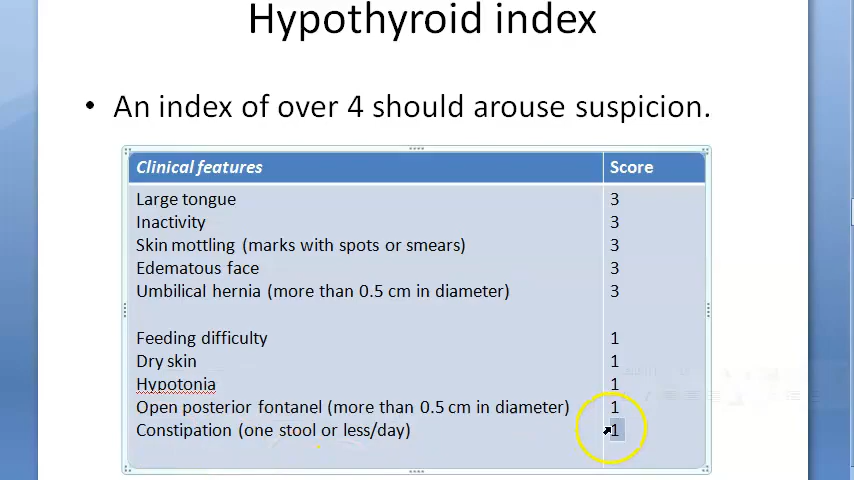 Hypothyroid index
• An index of over 4 should arouse suspicion.
Clinical features Score
Large tongue 3
Inactivity 3
Skin mottling (marks with spots or smears) 3
Edematous face 3
Umbilical hernia (more than 0.5 cm in diameter) 3
Feeding difficulty 1
Dry skin 1
Hypotonia 1
Open posterior fontanel (more than 0.5 cm in diameter) 1
Constipation (one stool or less/day) 1